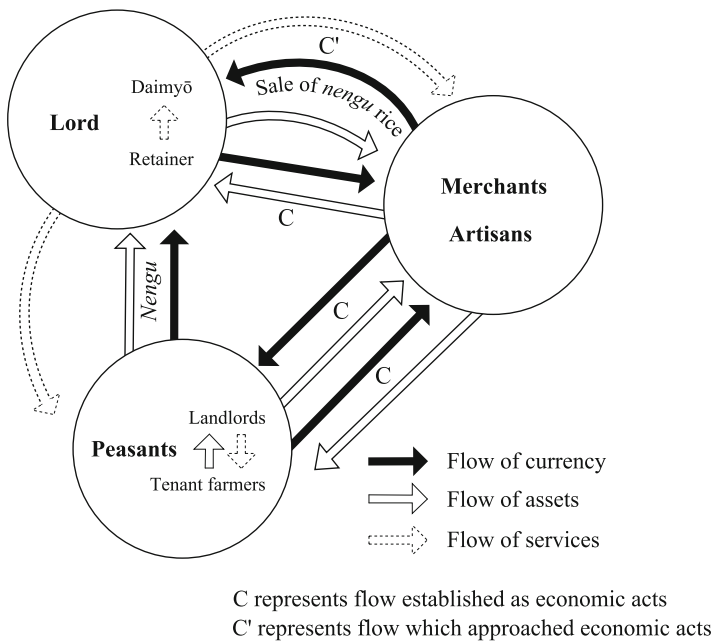 C'
Daimyō
Lord
Retainer
Sale of nengu rice
Merchants
Artisans
C
Nengu
C
C
Landlords
Peasants
Tenant farmers
Flow of currency
Flow of assets
Flow of services
C represents flow established as economic acts
C' represents flow which approached economic acts